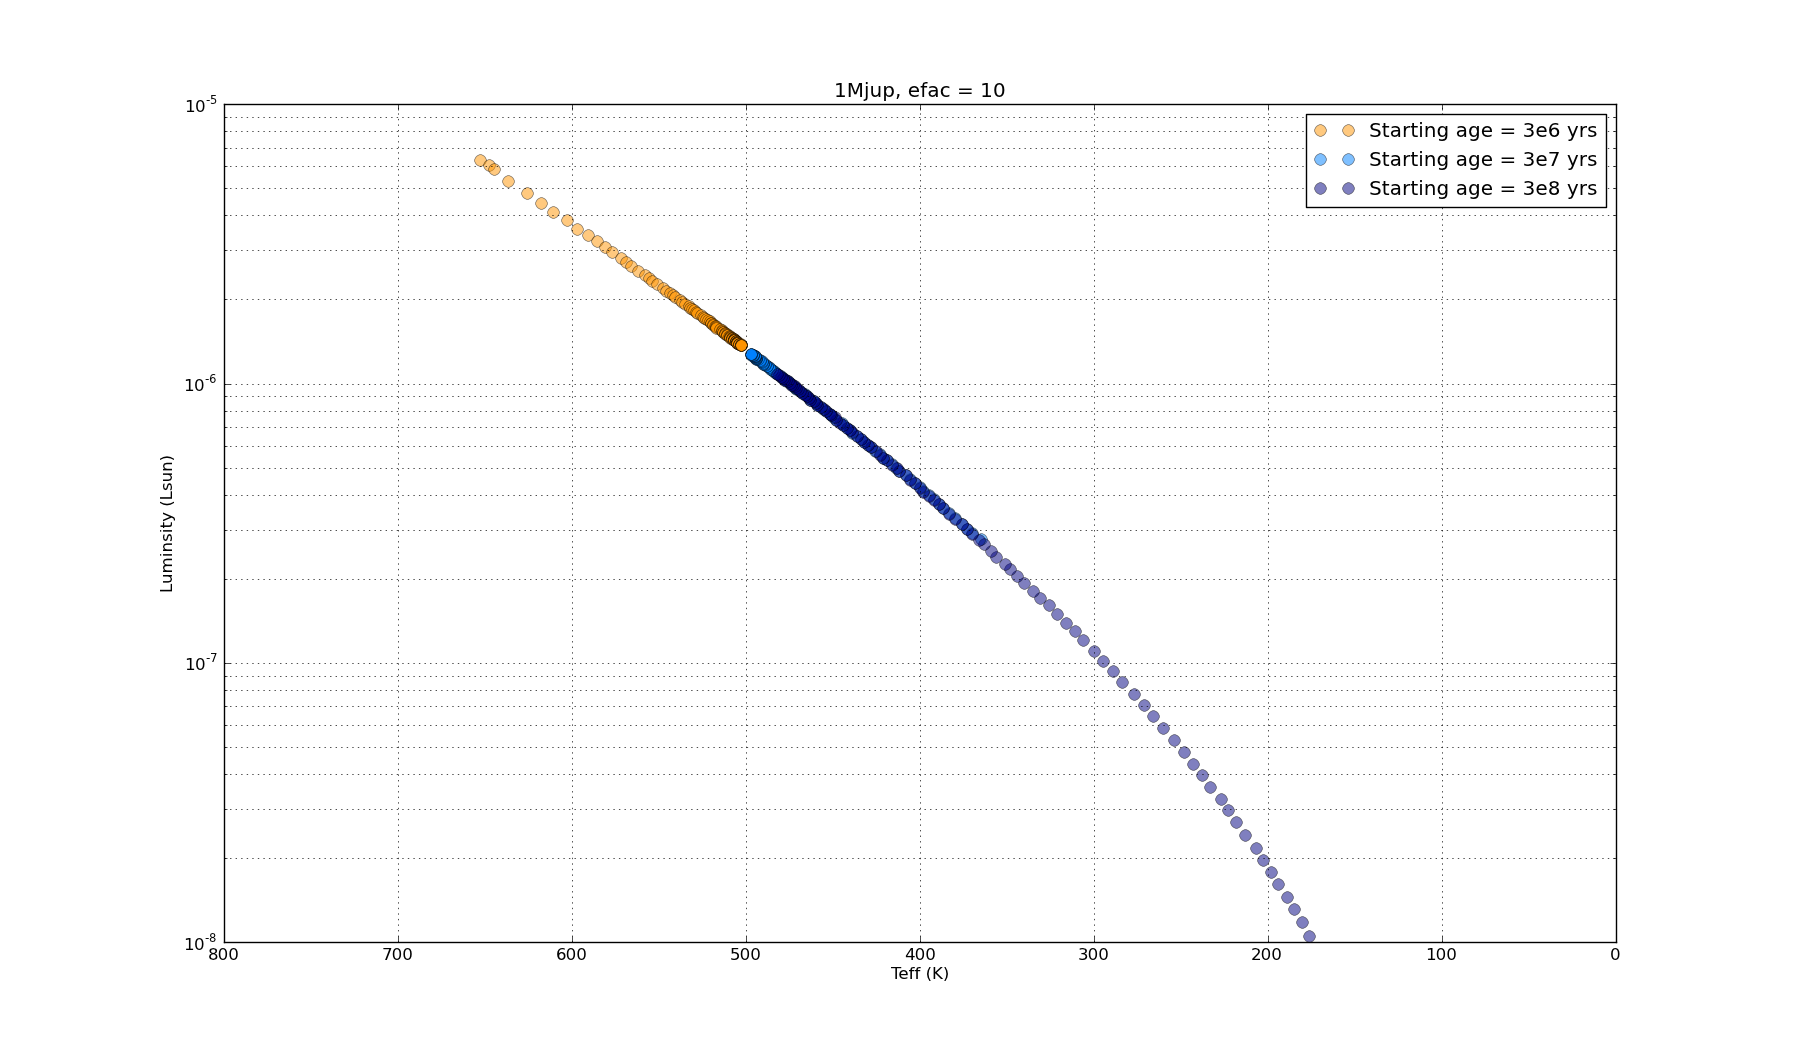 1Mjup, efac = 10
Starting age = 3e6 yrs
Starting age = 3e7 yrs
Starting age = 3e8 yrs
10^-5
10^-6
10^-7
10^-8
Luminsity (Lsun)
800 700 600 500 400 300 200 100 0
Teff (K)